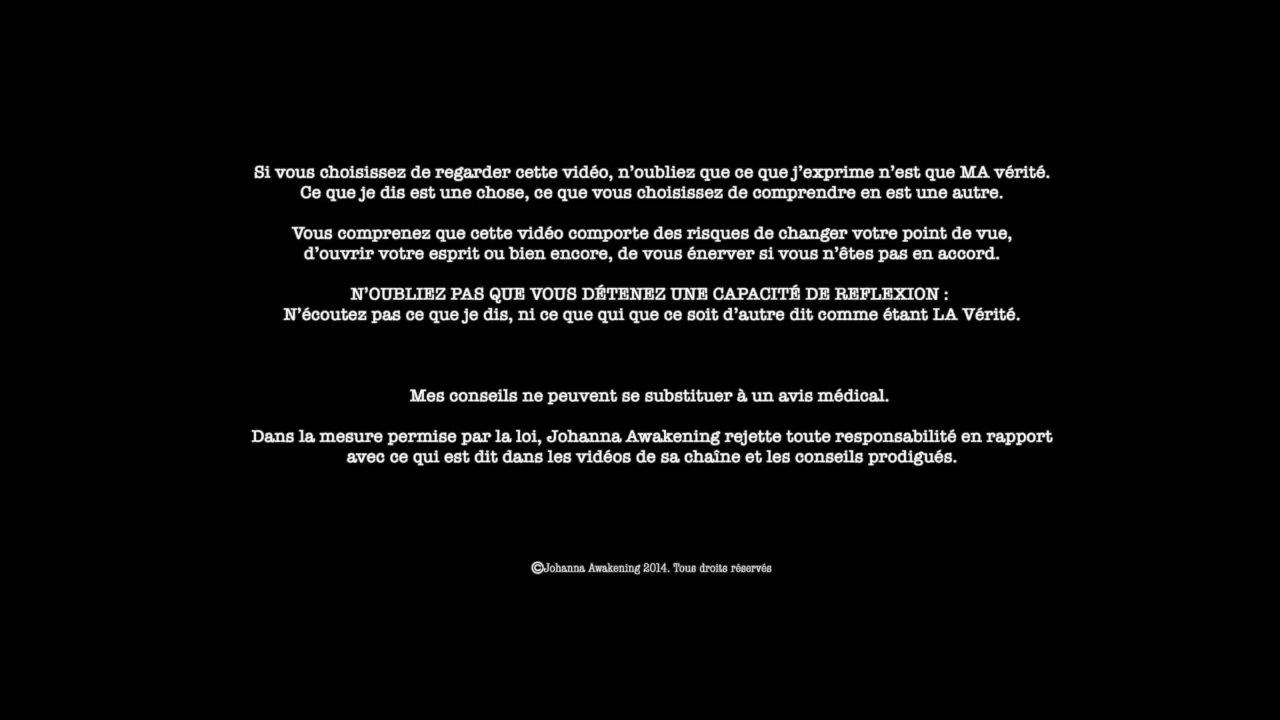 Si vous choisissez de regarder cette vidéo, n’oubliez que ce que j’exprime n’est que MA vérité.
Ce que je dis est une chose, ce que vous choisissez de comprendre en est une autre.
Vous comprenez que cette vidéo comporte des risques de changer votre point de vue,
d’ouvrir votre esprit ou bien encore, de vous énerver si vous n’êtes pas en accord.
N’OUBLIEZ PAS QUE VOUS DÉTENEZ UNE CAPACITÉ DE REFLEXION :
N’écoutez pas ce que je dis, ni ce que qui que ce soit d’autre dit comme étant LA Vérité.
Mes conseils ne peuvent se substituer à un avis médical.
Dans la mesure permise par la loi, Johanna Awakening rejette toute responsabilité en rapport
avec ce qui est dit dans les vidéos de sa chaîne et les conseils prodigués.
©Johanna Awakening 2014. Tous droits réservés